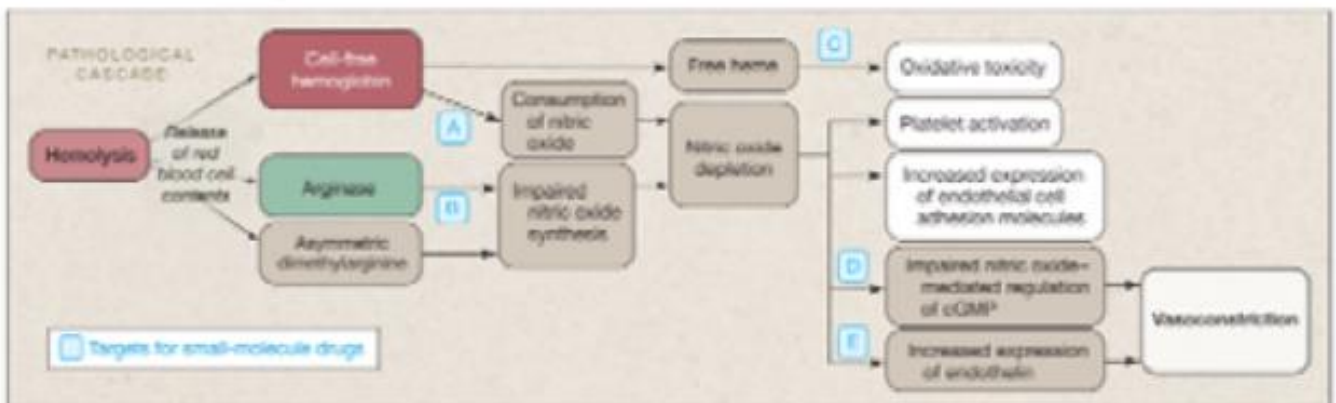 PATHOLOGICAL
CASCADE
Hemolysis
Release
of red
blood cell
contents
Cell-free
hemoglobin
Arginase
Asymmetric
dimethylarginine
A
B
Consumption
of nitric
oxide
Impaired
nitric oxide
synthesis
Free heme
Nitric oxide
depletion
C
Oxidative toxicity
Platelet activation
Increased expression
of endothelial cell
adhesion molecules
D
Impaired nitric oxide–
mediated regulation
of cGMP
E
Increased expression
of endothelin
Vasoconstriction
Targets for small-molecule drugs